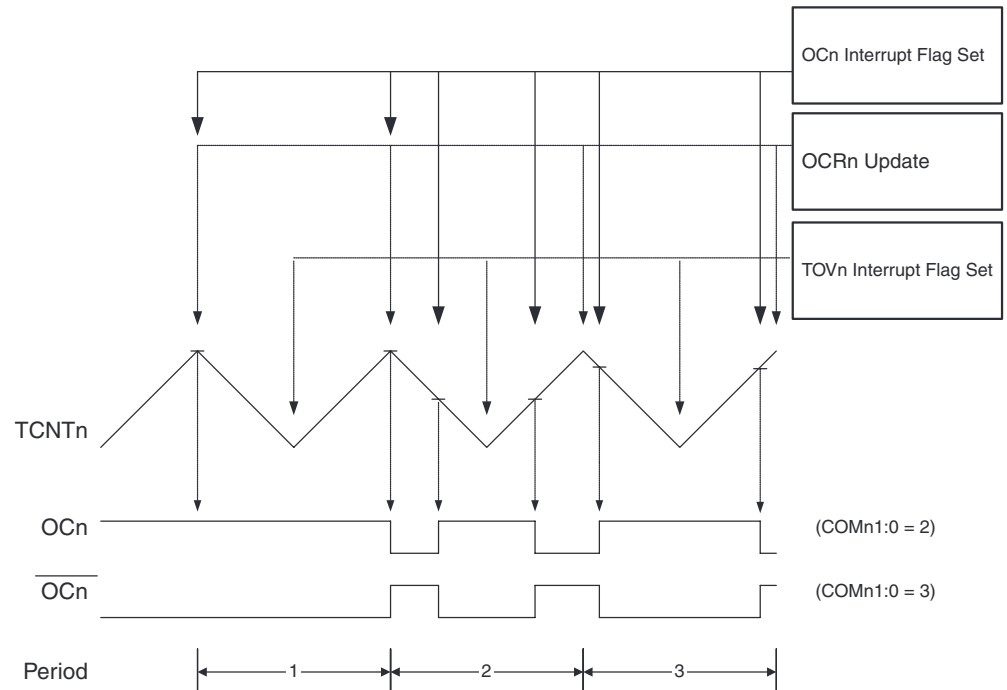 OCn Interrupt Flag Set
OCRn Update
TOVn Interrupt Flag Set
TCNTn
OCn
(COMn1:0 = 2)
OCn
(COMn1:0 = 3)
Period
1
2
3